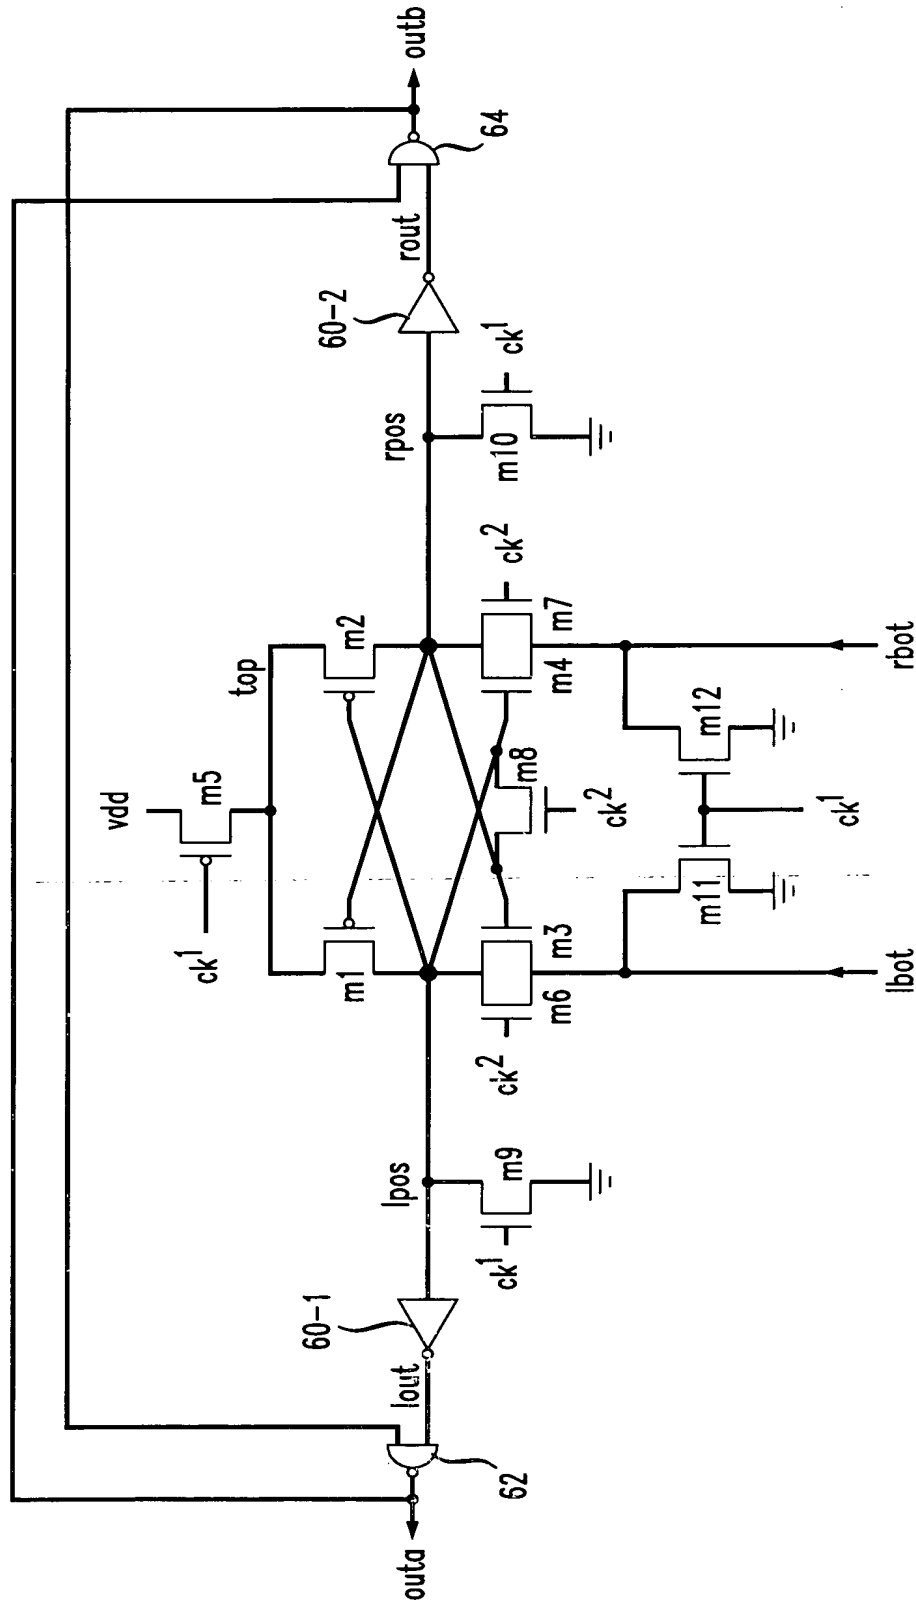 outb
64
rout
60-2
ck1
rpos
m10
ck2
m2
m7
top
m4
rbot
m12
m8
vdd
m5
ck2
ck1
ck1
m11
m3
m1
m6
lbot
ck2
m9
lpos
ck1
60-1
lout
62
outa